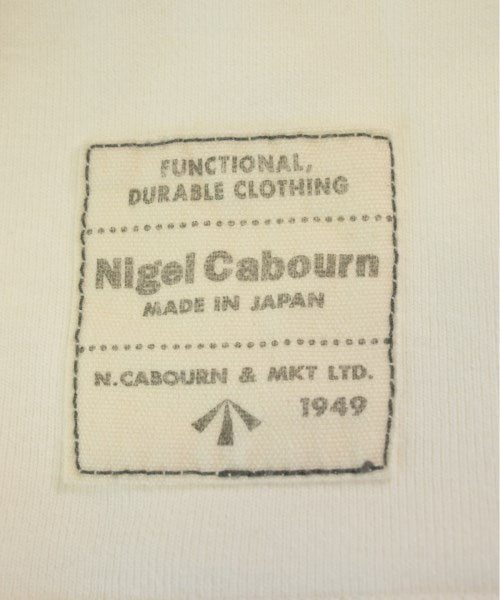 FUNCTIONAL,
DURABLE CLOTHING
Nigel Cabourn
MADE IN JAPAN
N.CABOURN & MKT LTD.
1949